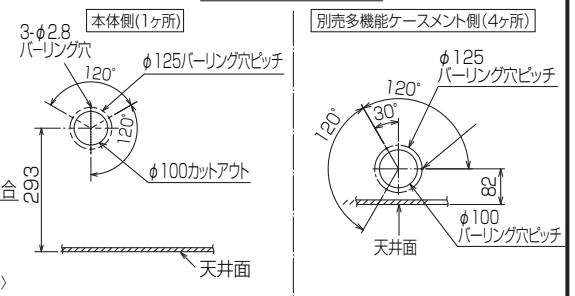 本体側(1ヶ所)
3-φ2.8
バーリング穴
120°
φ125バーリング穴ピッチ
120°
φ100カットアウト
合
293
天井面
〉
別売多機能ケースメント側(4ヶ所)
φ125
バーリング穴ピッチ
120°
30°
120°
82
φ100
バーリング穴ピッチ
天井面